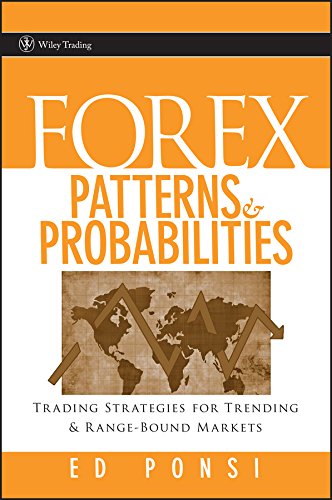 Wiley Trading
FOREX
PATTERNS &
PROBABILITIES
TRADING STRATEGIES FOR TRENDING
& RANGE-BOUND MARKETS
ED PONSI